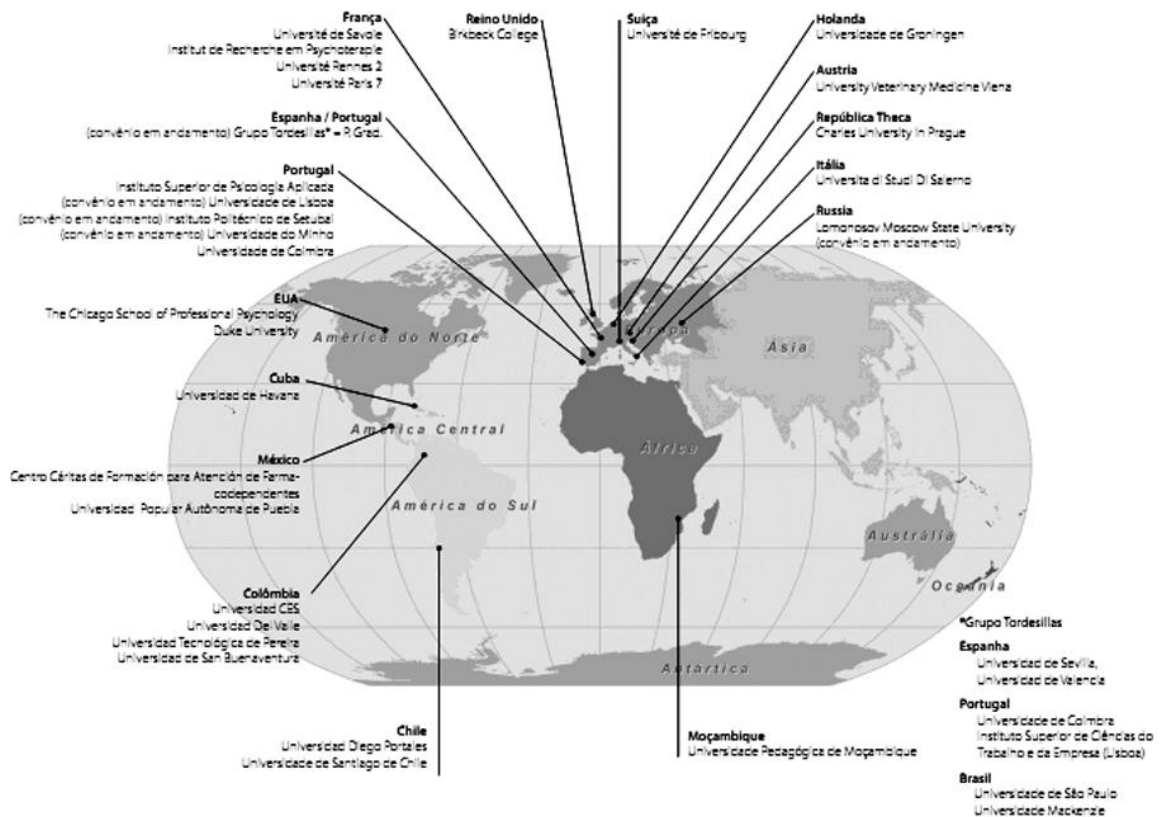 França
Université de Savoie
Institut de Recherche em Psychoterapie
Université Rennes 2
Université Paris 7
Reino Unido
Birkbeck College
Suiça
Université de Fribourg
Holanda
Universidade de Groningen
Austria
University Veterinary Medicine Viena
República Theca
Charles University in Prague
Itália
Universita di Studi Di Salerno
Russia
Lomonosov Moscow State University
(convênio em andamento)
Espanha / Portugal
(convênio em andamento) Grupo Tordesillas* = P. Grad.
Portugal
Instituto Superior de Psicologia Aplicada
(convênio em andamento) Universidade de Lisboa
(convênio em andamento) Instituto Politécnico de Setubal
(convênio em andamento) Universidade do Minho
Universidade de Coimbra
EUA
The Chicago School of Professional Psychology
Duke University
América do Norte
Europa
Ásia
Cuba
Universidad de Havana
América Central
África
México
Centro Cáritas de Formación para Atención de Farma-
codependentes
Universidad Popular Autônoma de Puebla
América do Sul
Austrália
Oceania
Colômbia
Universidad CES
Universidad Del Valle
Universidad Tecnológica de Pereira
Universidad de San Buenaventura
Antártica
Chile
Universidad Diego Portales
Universidade de Santiago de Chile
Moçambique
Universidade Pedagógica de Moçambique
*Grupo Tordesillas
Espanha
Universidad de Sevilla,
Universidad de Valencia
Portugal
Universidade de Coimbra
Instituto Superior de Ciências do
Trabalho e da Empresa (Lisboa)
Brasil
Universidade de São Paulo
Universidade Mackenzie